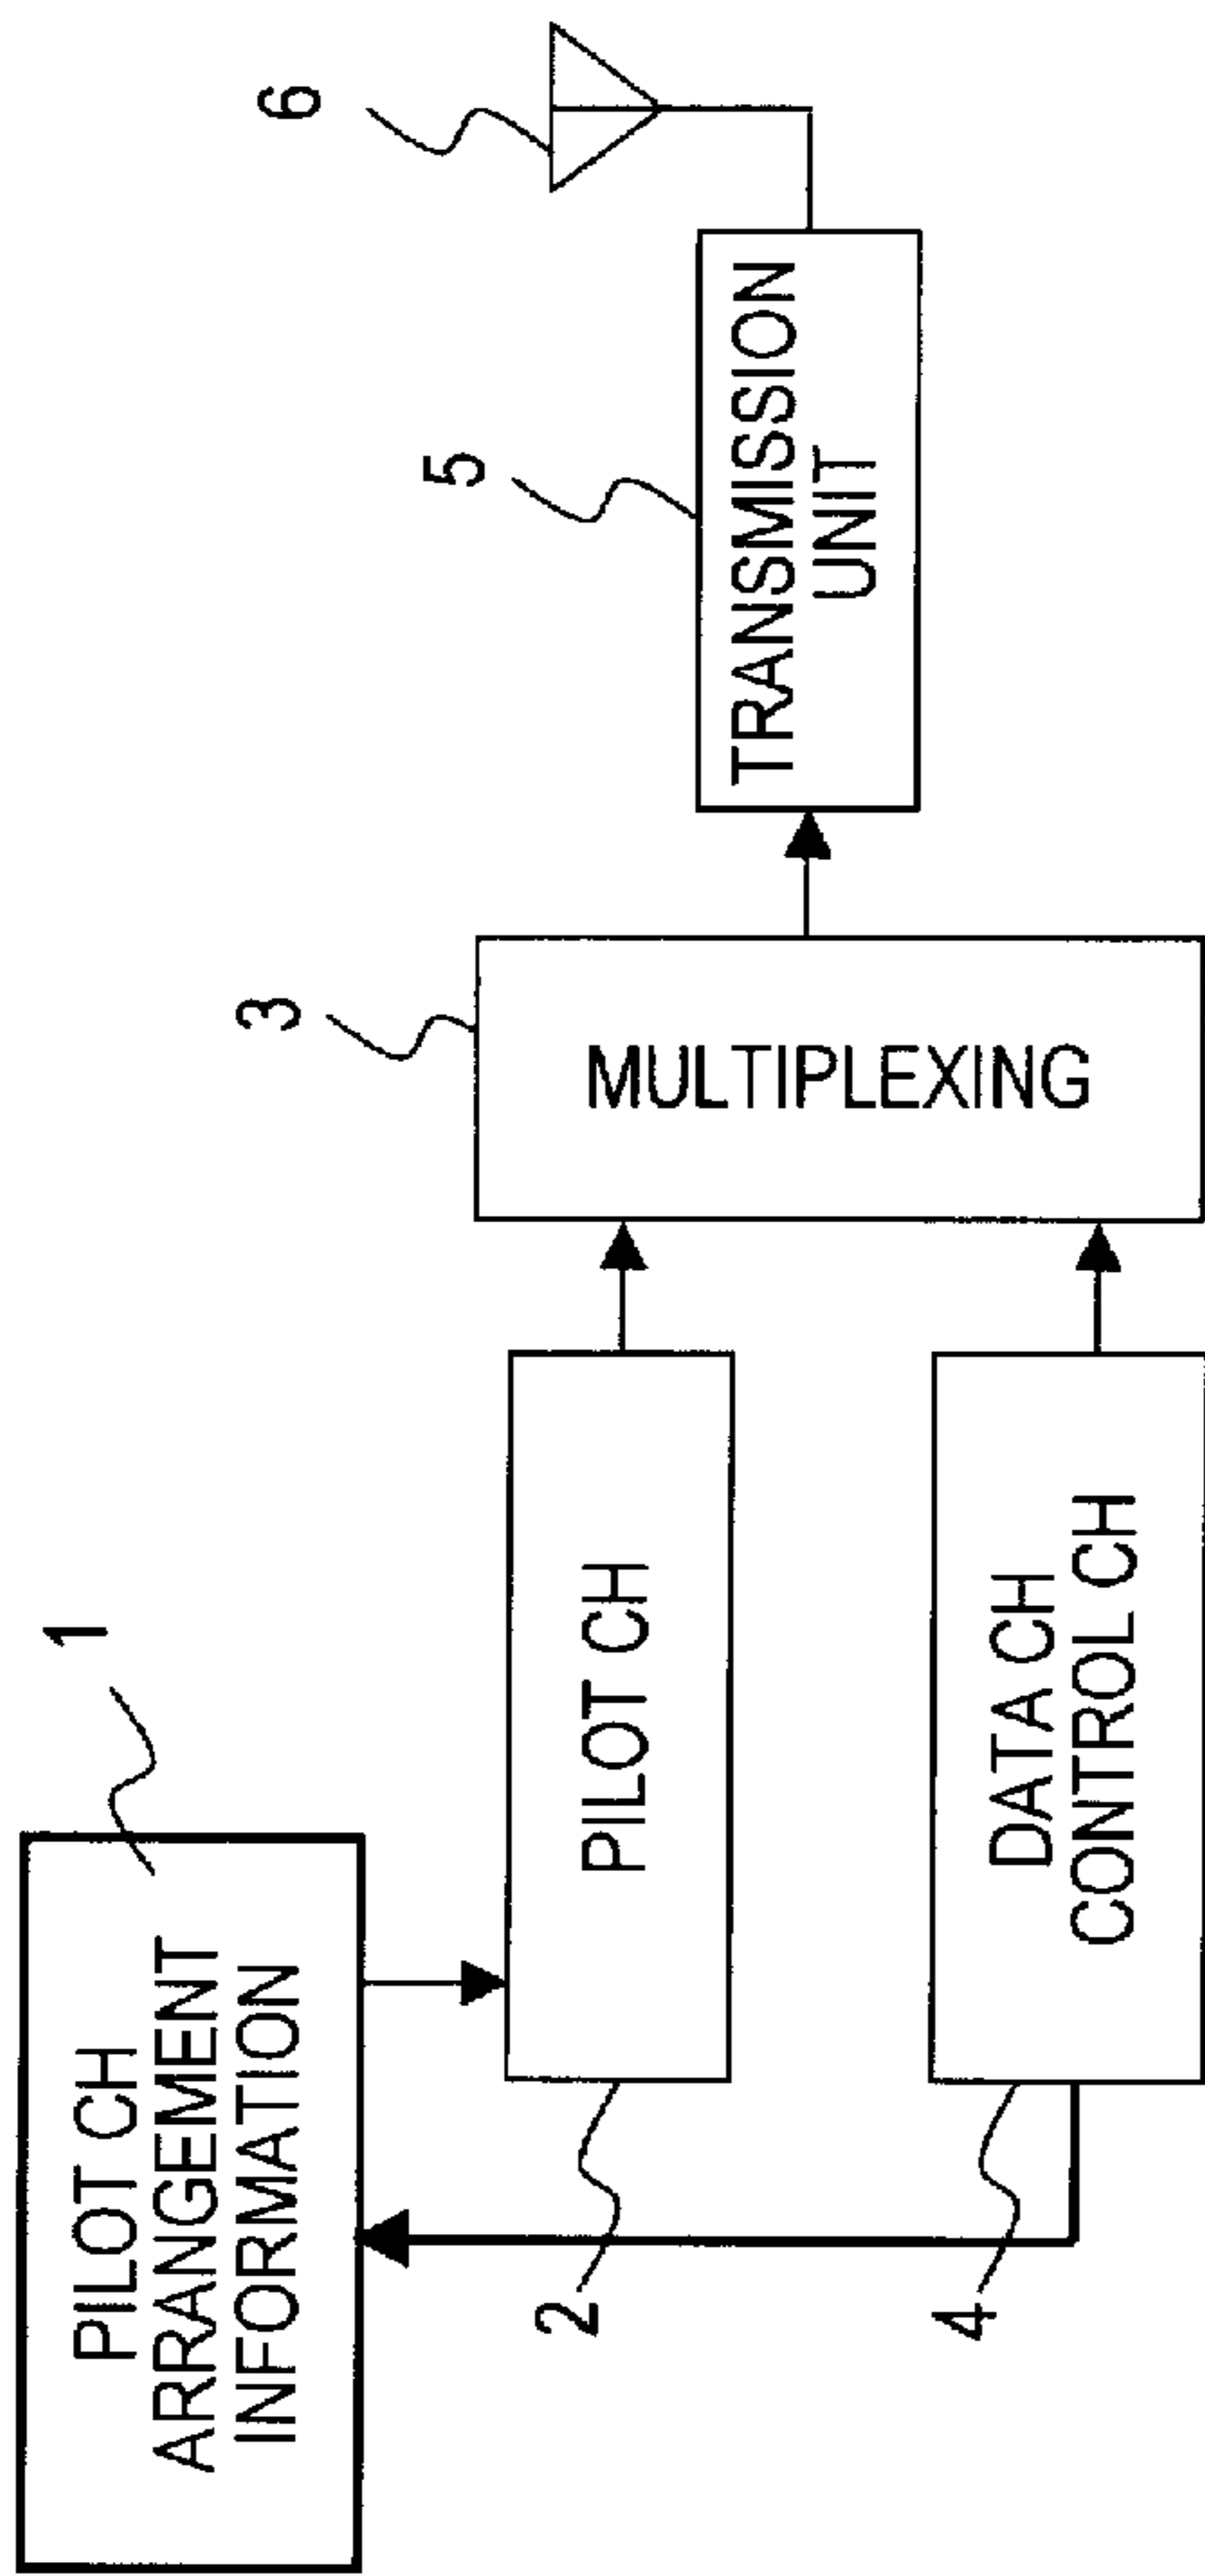 1
PILOT CH
ARRANGEMENT
INFORMATION
2
PILOT CH
3
MULTIPLEXING
4
DATA CH
CONTROL CH
5
TRANSMISSION
UNIT
6